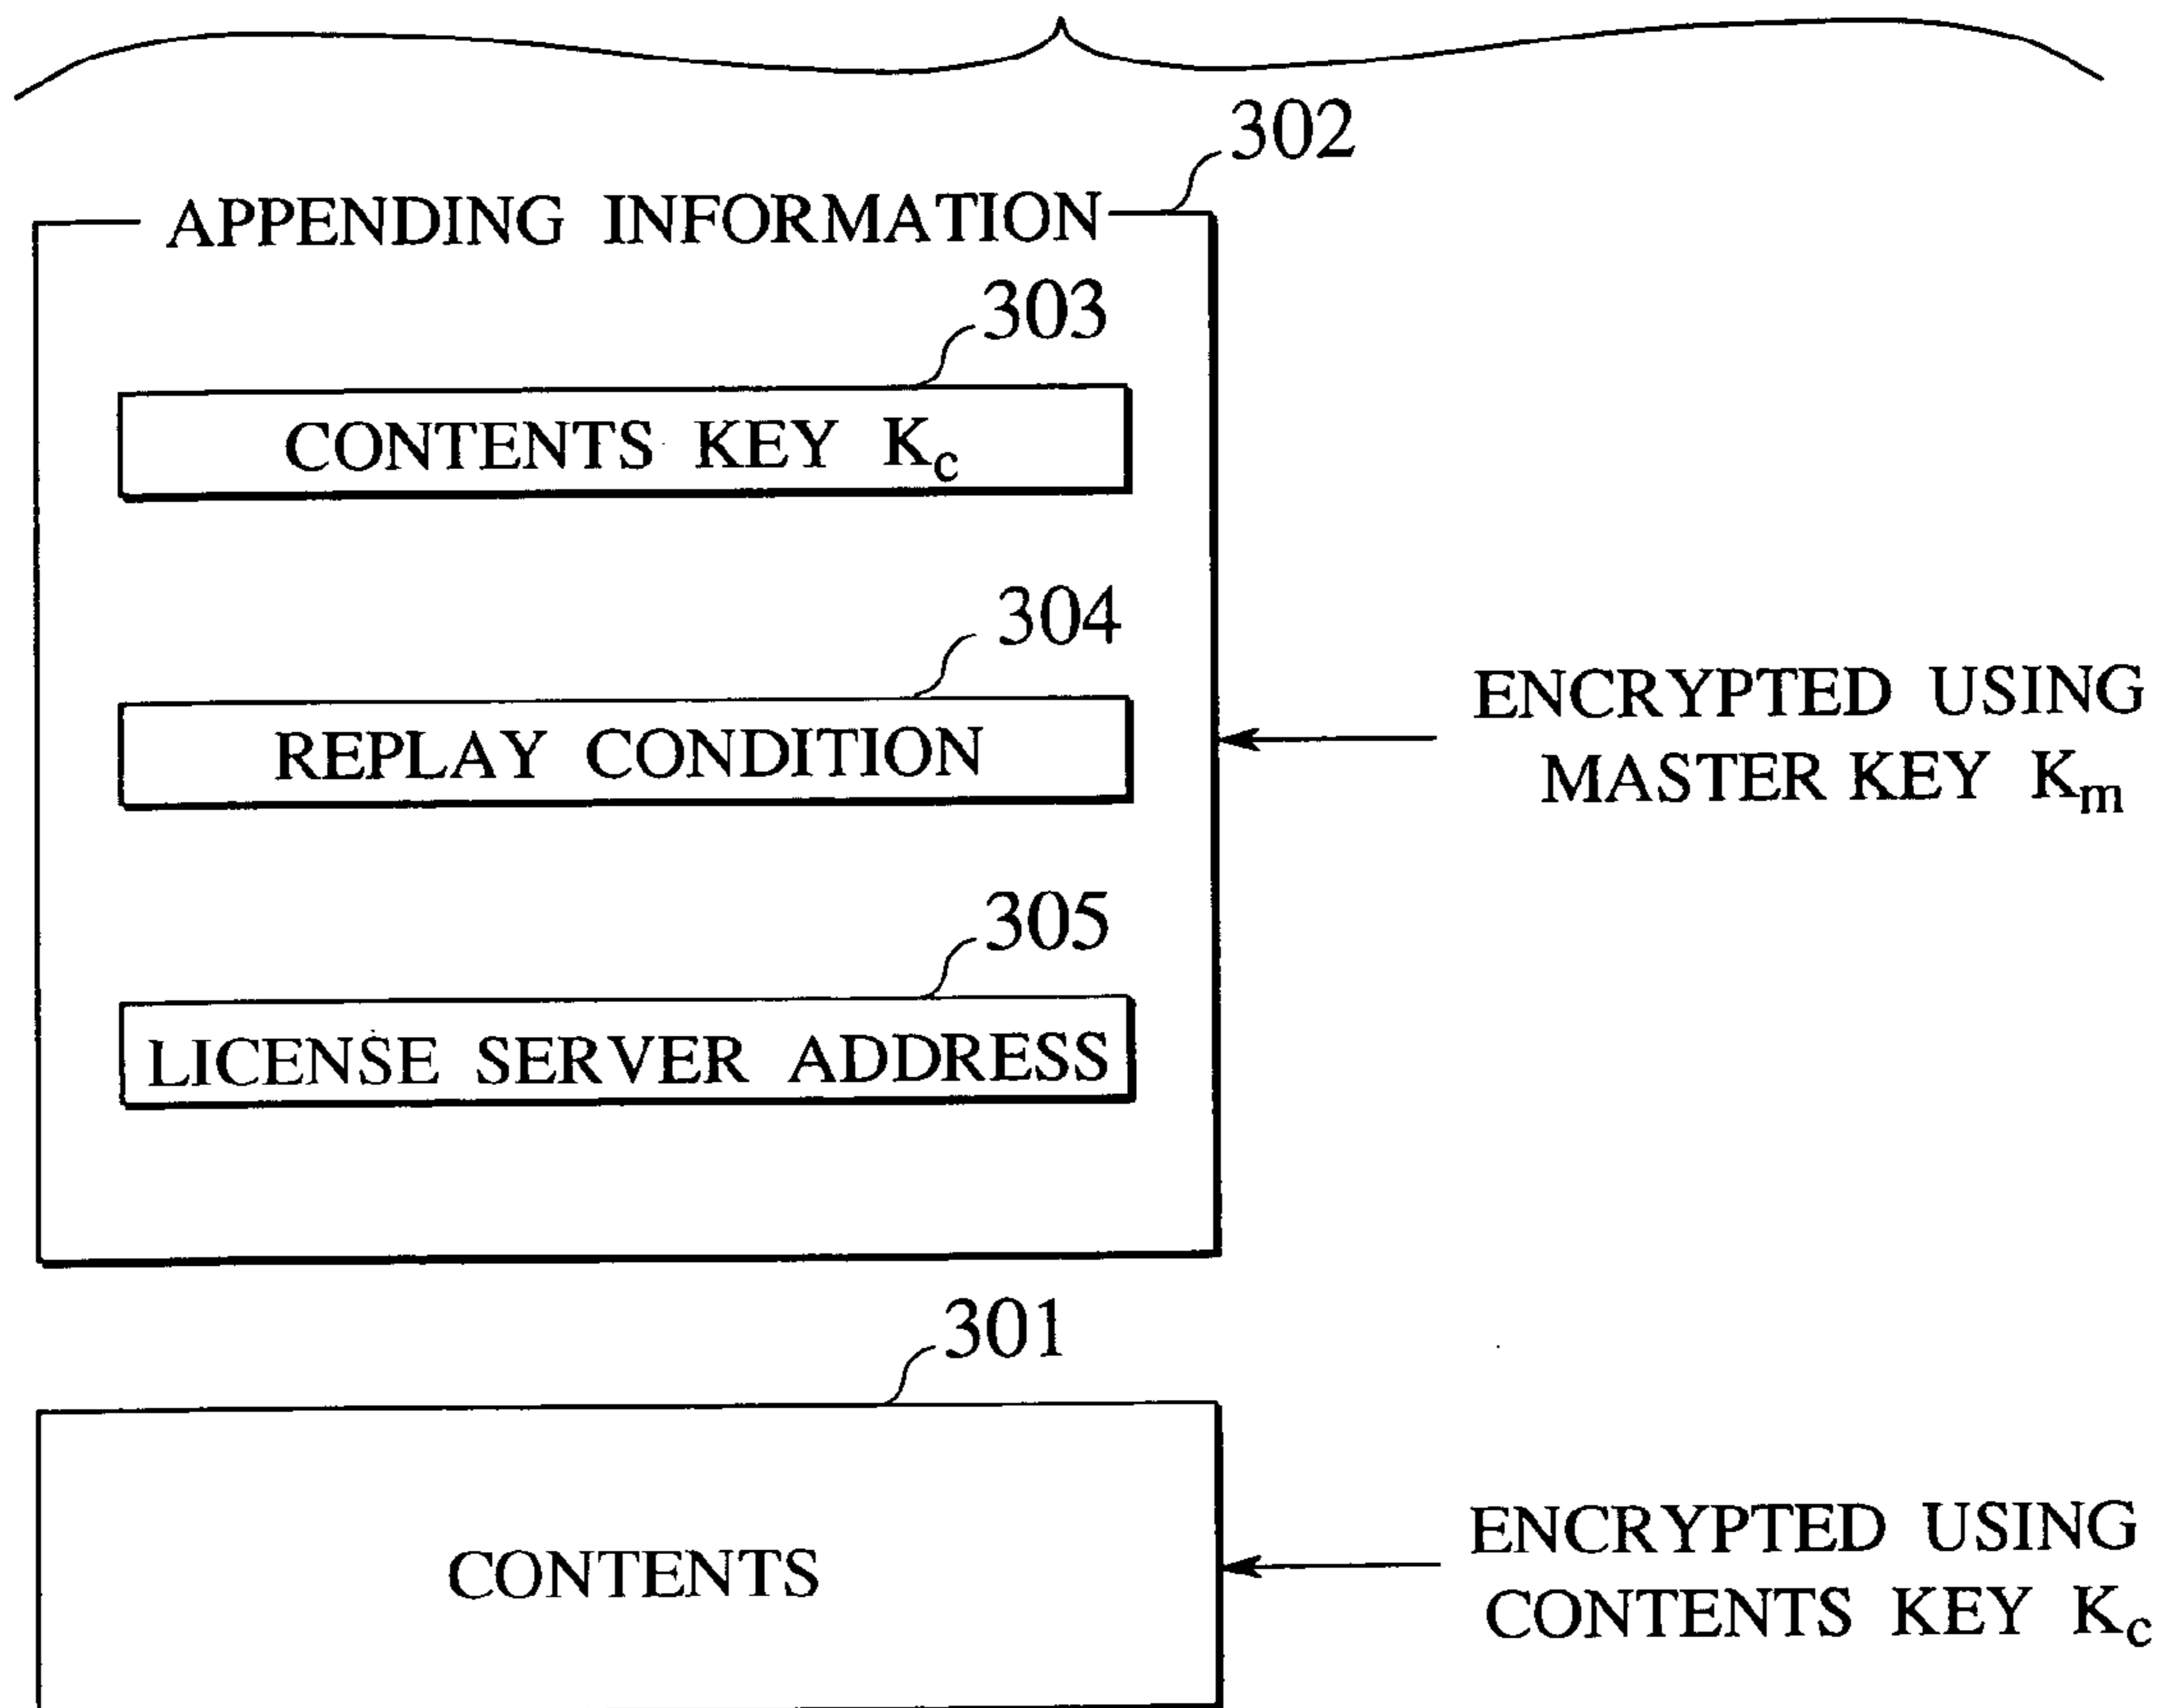 302
APPENDING INFORMATION
303
CONTENTS KEY Kc
304
REPLAY CONDITION
ENCRYPTED USING
MASTER KEY Km
305
LICENSE SERVER ADDRESS
301
CONTENTS
ENCRYPTED USING
CONTENTS KEY Kc